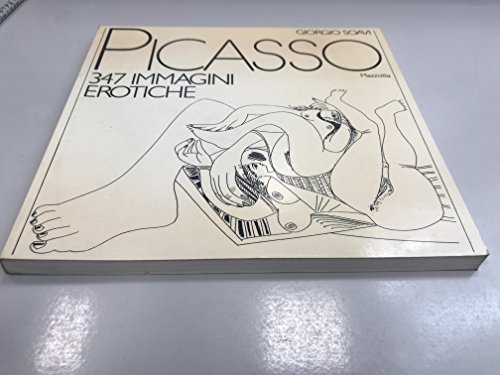 GIORGIO SOAVI
PICASSO
Mazzotta
347 IMMAGINI
EROTICHE